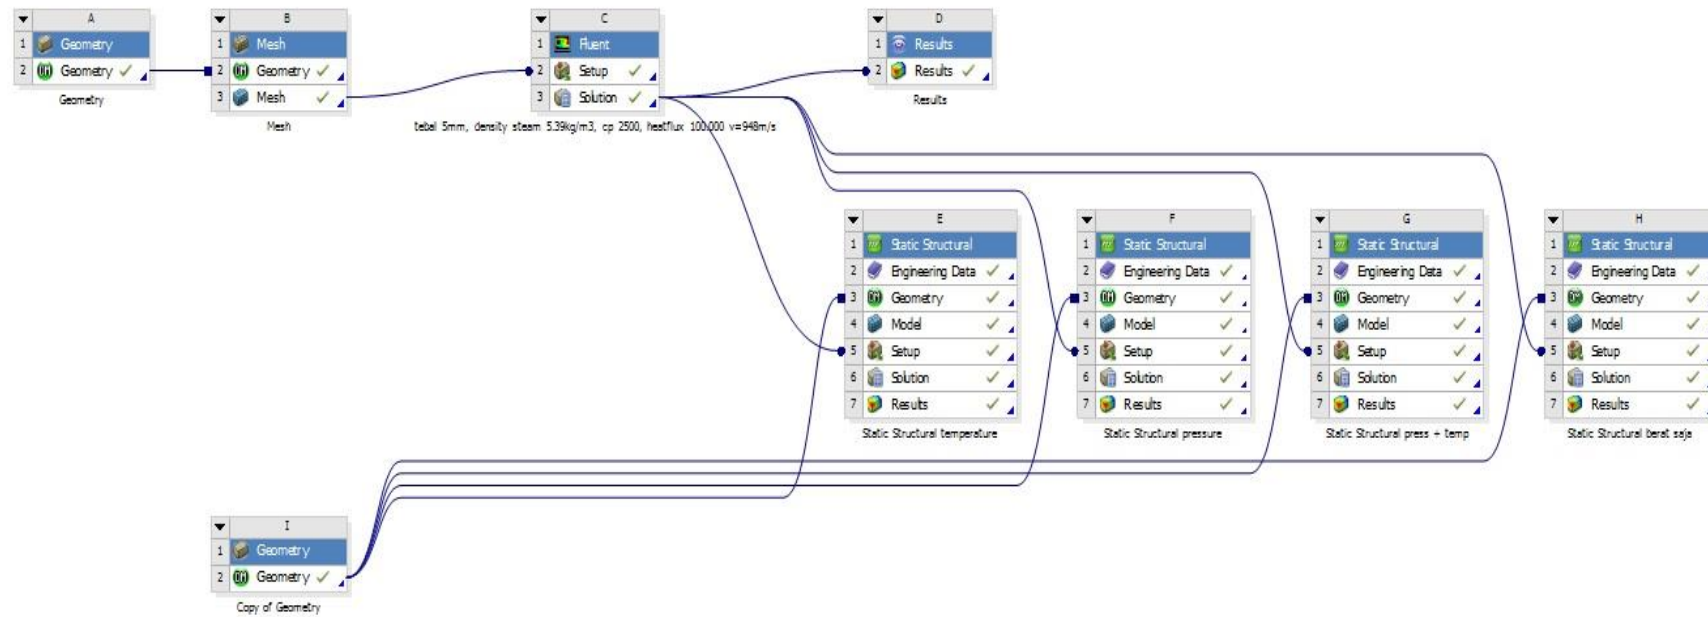 A
1 Geometry
2 Geometry
Geometry
B
1 Mesh
2 Geometry
3 Mesh
Mesh
C
1 Fluent
2 Setup
3 Solution
tebal 5mm, density steam 5.39kg/m3, cp 2500, heatflux 100.000 v=948m/s
D
1 Results
2 Results
Results
E
1 Static Structural
2 Engineering Data
3 Geometry
4 Model
5 Setup
6 Solution
7 Results
Static Structural temperature
F
1 Static Structural
2 Engineering Data
3 Geometry
4 Model
5 Setup
6 Solution
7 Results
Static Structural pressure
G
1 Static Structural
2 Engineering Data
3 Geometry
4 Model
5 Setup
6 Solution
7 Results
Static Structural press + temp
H
1 Static Structural
2 Engineering Data
3 Geometry
4 Model
5 Setup
6 Solution
7 Results
Static Structural berat saja
I
1 Geometry
2 Geometry
Copy of Geometry